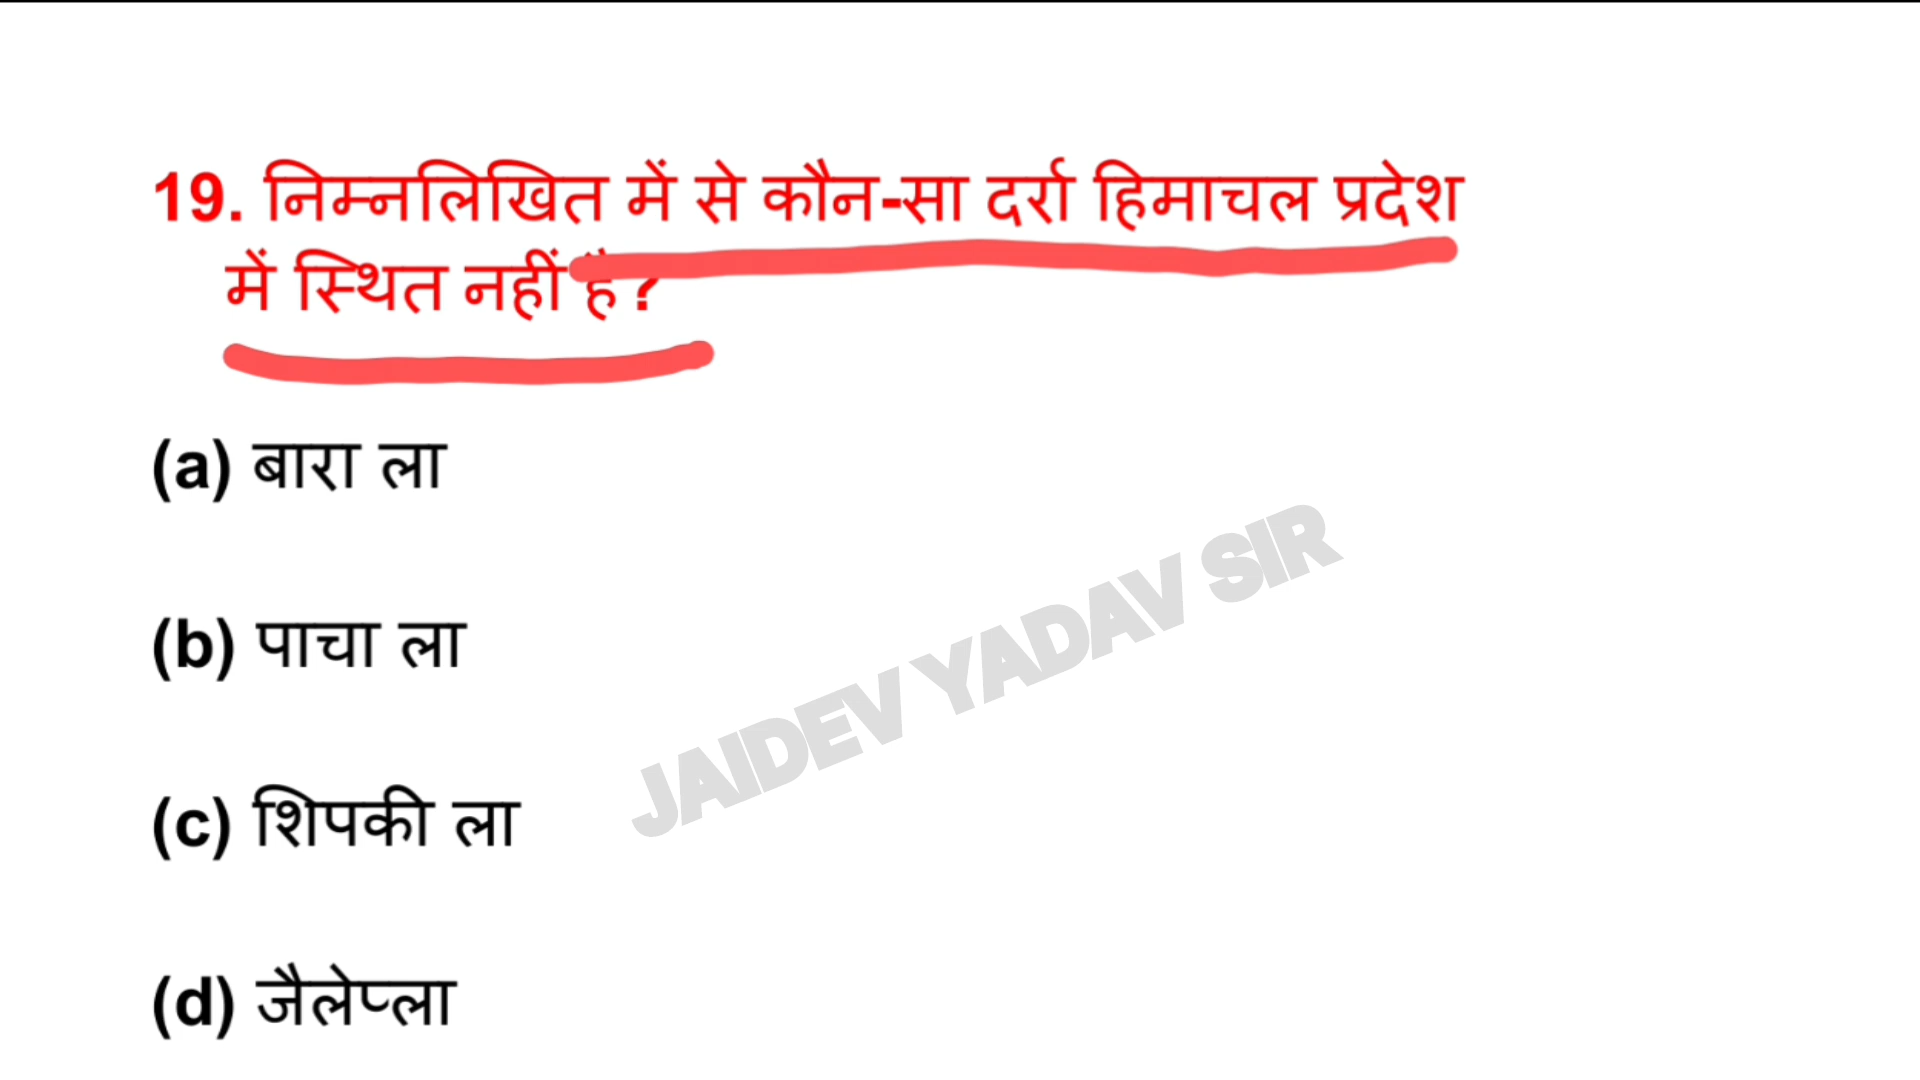 19. निम्नलिखित में से कौन-सा दर्रा हिमाचल प्रदेश
में स्थित नहीं है?
(a) बारा ला
(b) पाचा ला
(c) शिपकी ला
(d) जैलेप्ला
JAIDEV YADAV SIR